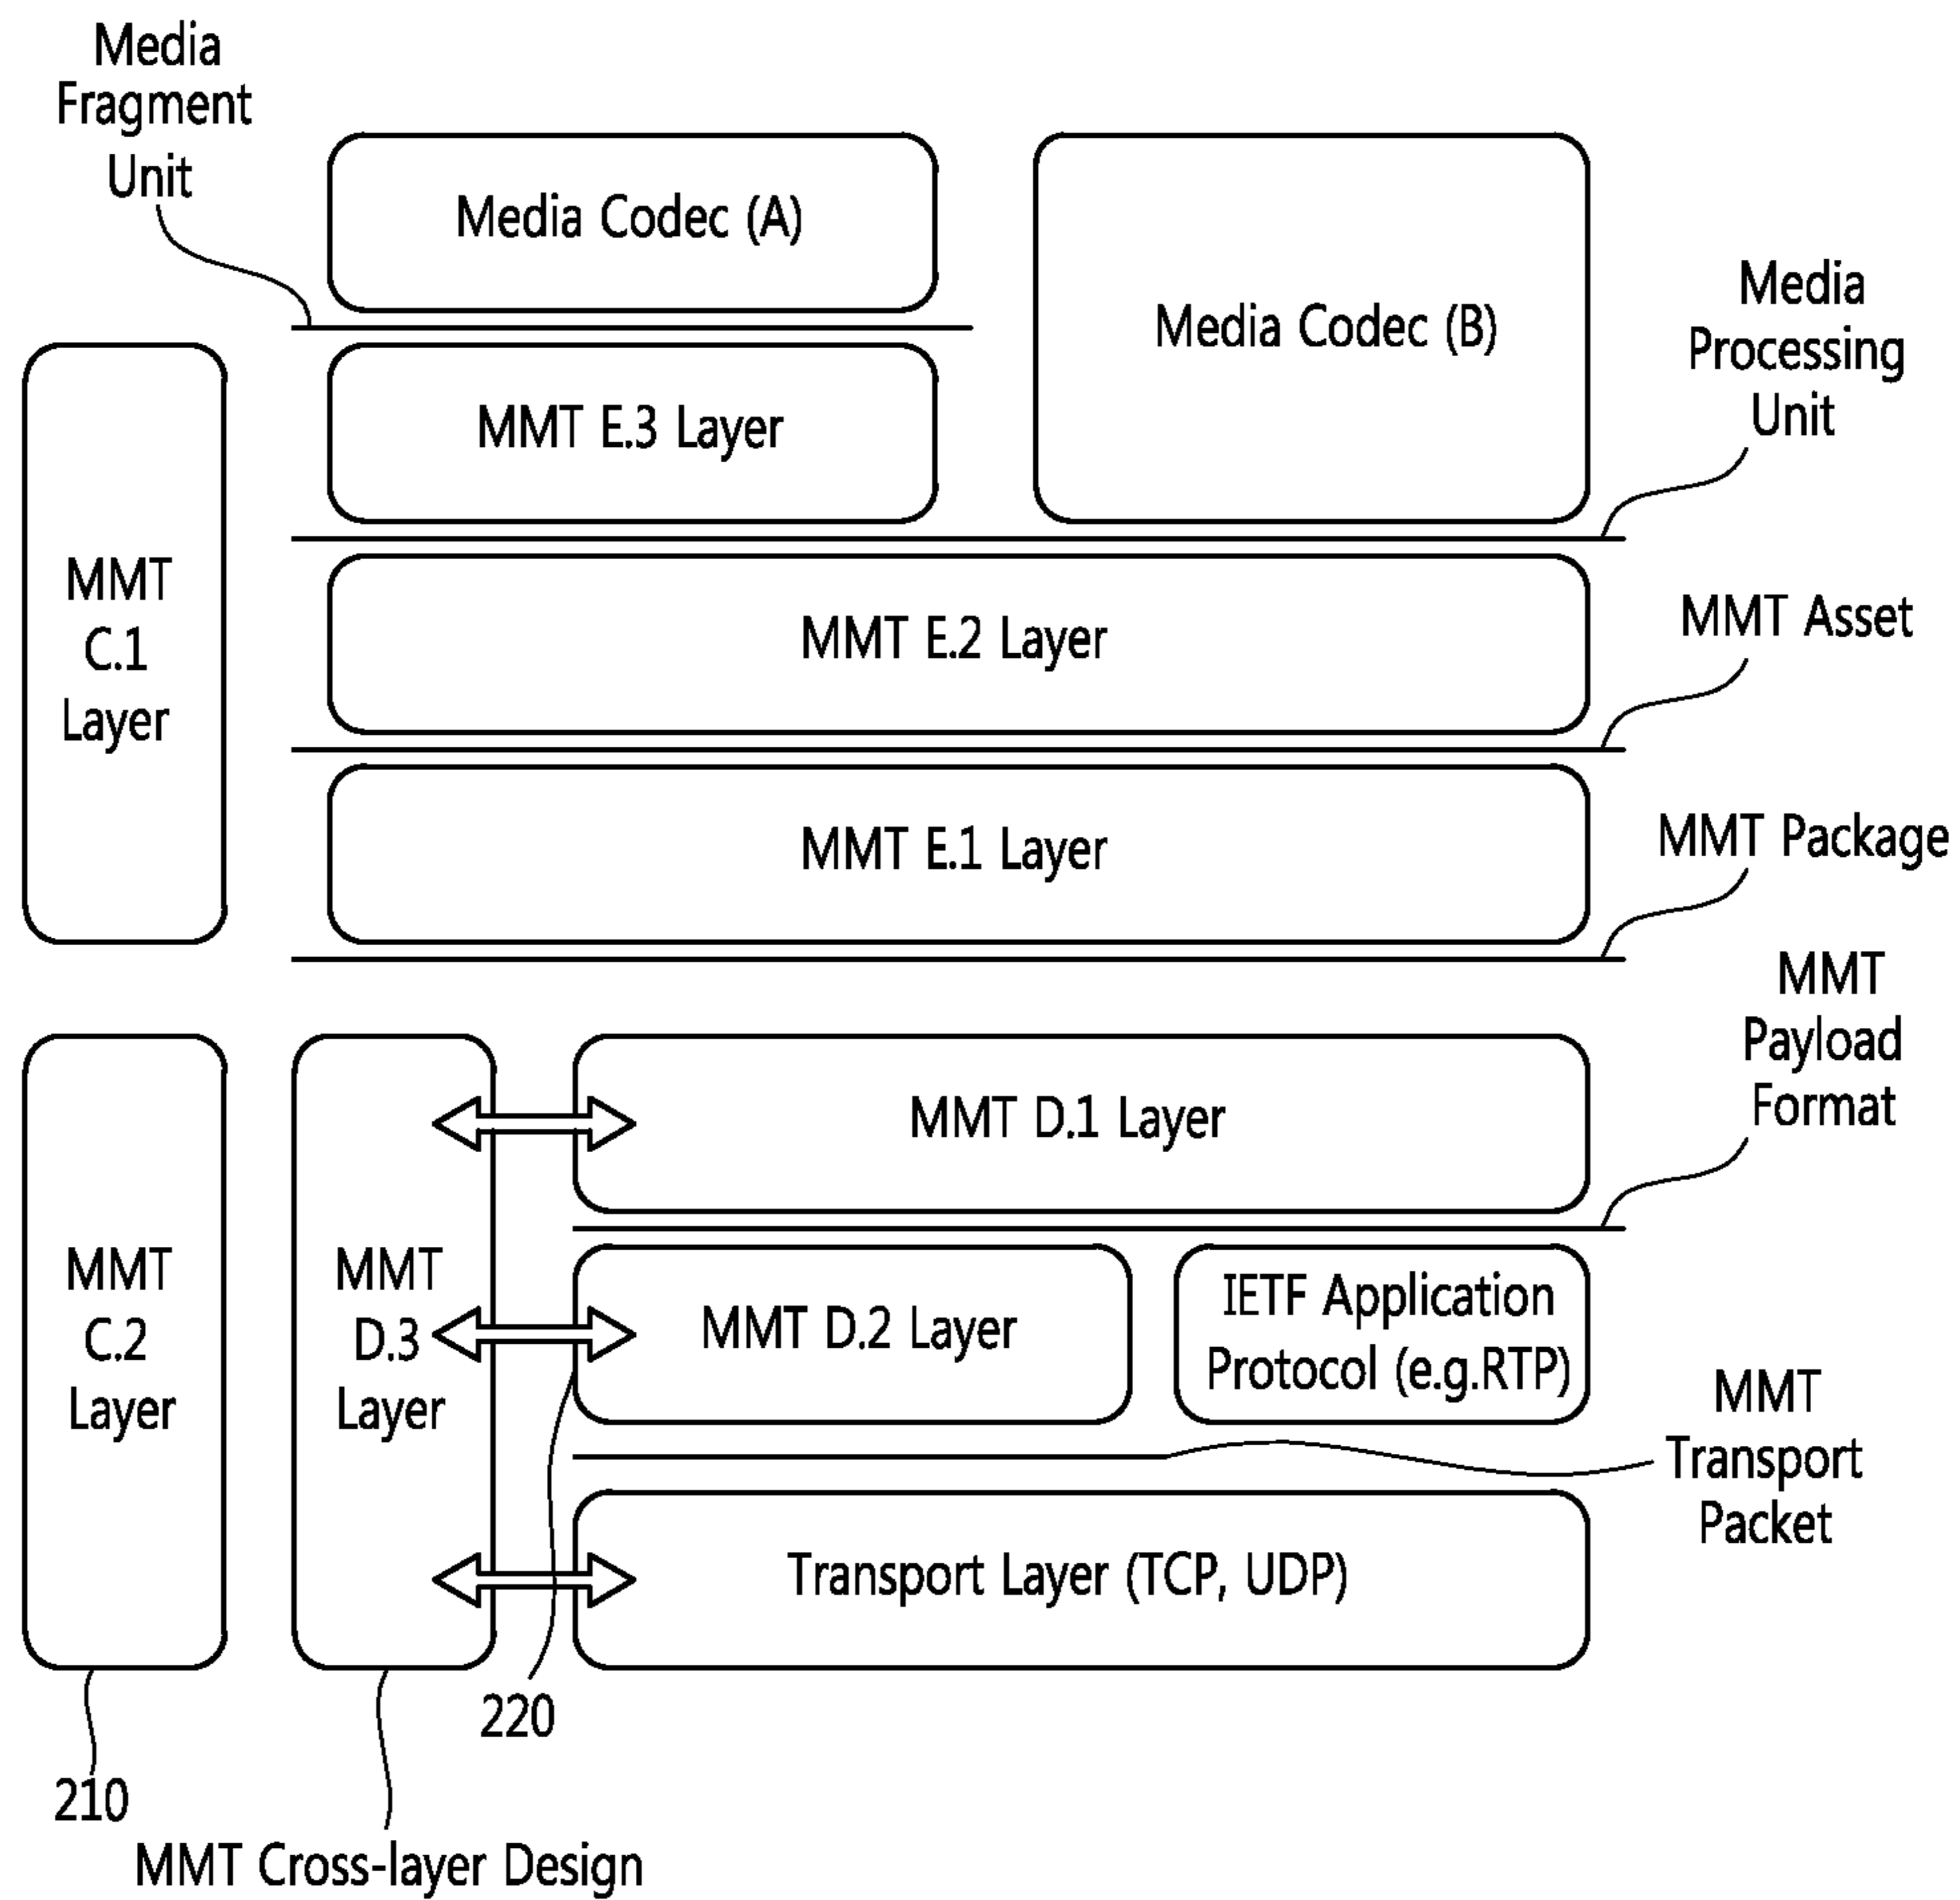 Media
Fragment
Unit
Media Codec (A)
Media Codec (B)
Media
Processing
Unit
MMT E.3 Layer
MMT
C.1
Layer
MMT E.2 Layer
MMT Asset
MMT E.1 Layer
MMT Package
MMT
Payload
Format
MMT D.1 Layer
MMT
C.2
Layer
MMT
D.3
Layer
MMT D.2 Layer
IETF Application
Protocol (e.g.RTP)
MMT
Transport
Packet
Transport Layer (TCP, UDP)
220
210
MMT Cross-layer Design